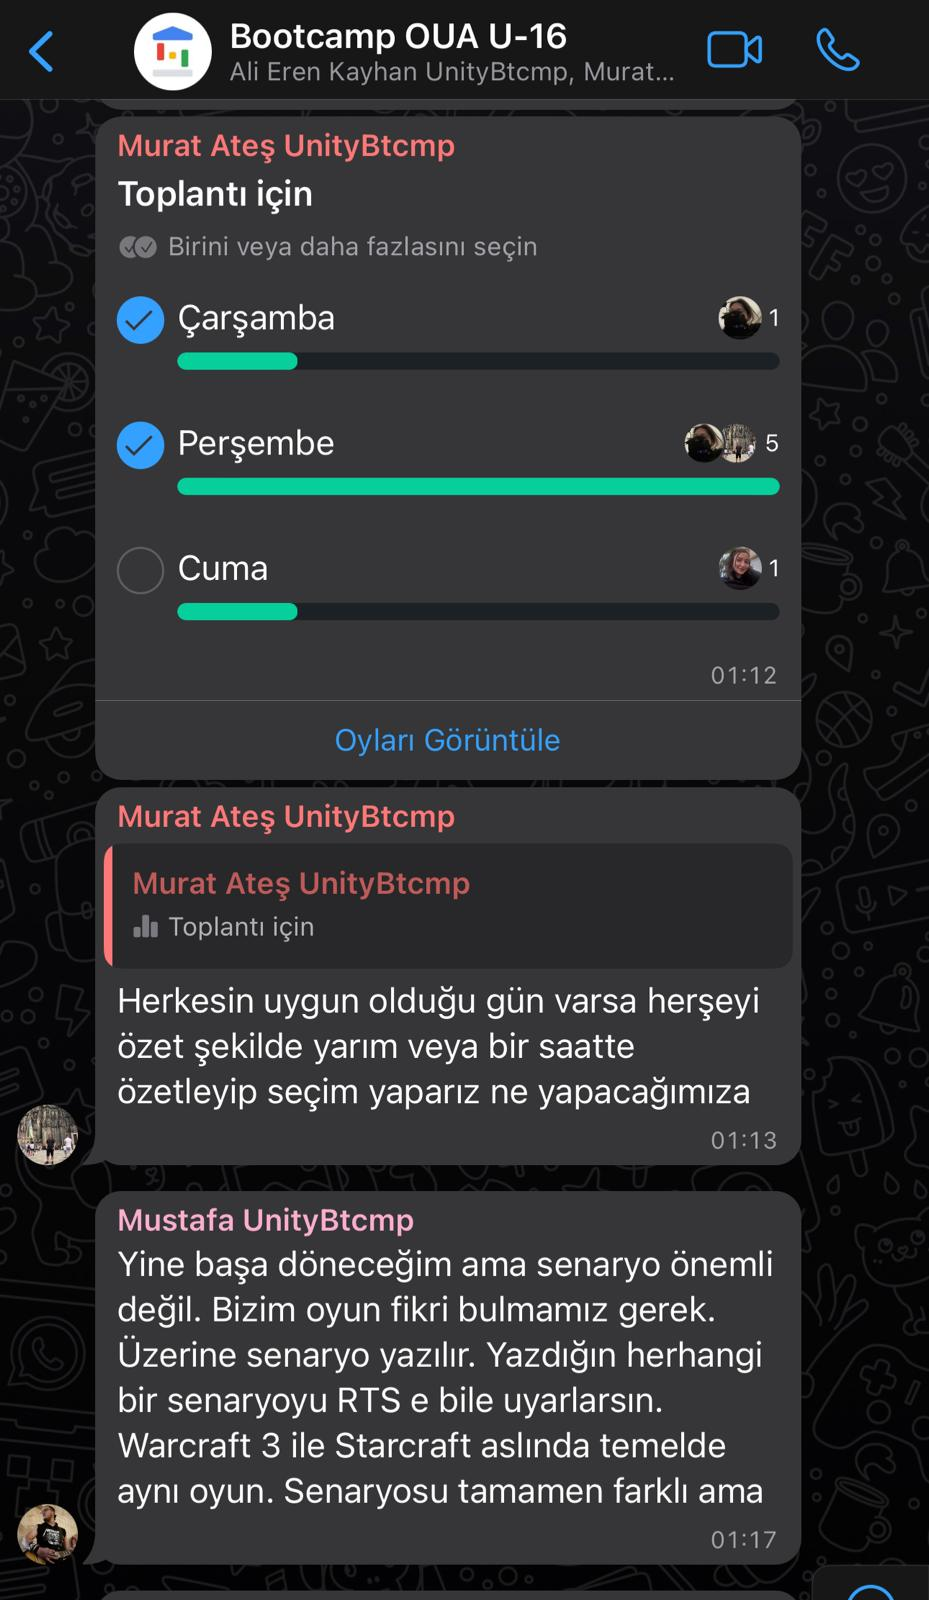 Bootcamp OUA U-16
Ali Eren Kayhan UnityBtcmp, Murat...
Murat Ateş UnityBtcmp
Toplantı için
Birini veya daha fazlasını seçin
Çarşamba 1
Perşembe 5
Cuma 1
01:12
Oyları Görüntüle
Murat Ateş UnityBtcmp
Murat Ateş UnityBtcmp
Toplantı için
Herkesin uygun olduğu gün varsa herşeyi
özet şekilde yarım veya bir saatte
özetleyip seçim yaparız ne yapacağımıza
01:13
Mustafa UnityBtcmp
Yine başa döneceğim ama senaryo önemli
değil. Bizim oyun fikri bulmamız gerek.
Üzerine senaryo yazılır. Yazdığın herhangi
bir senaryoyu RTS e bile uyarlarsın.
Warcraft 3 ile Starcraft aslında temelde
aynı oyun. Senaryosu tamamen farklı ama
01:17